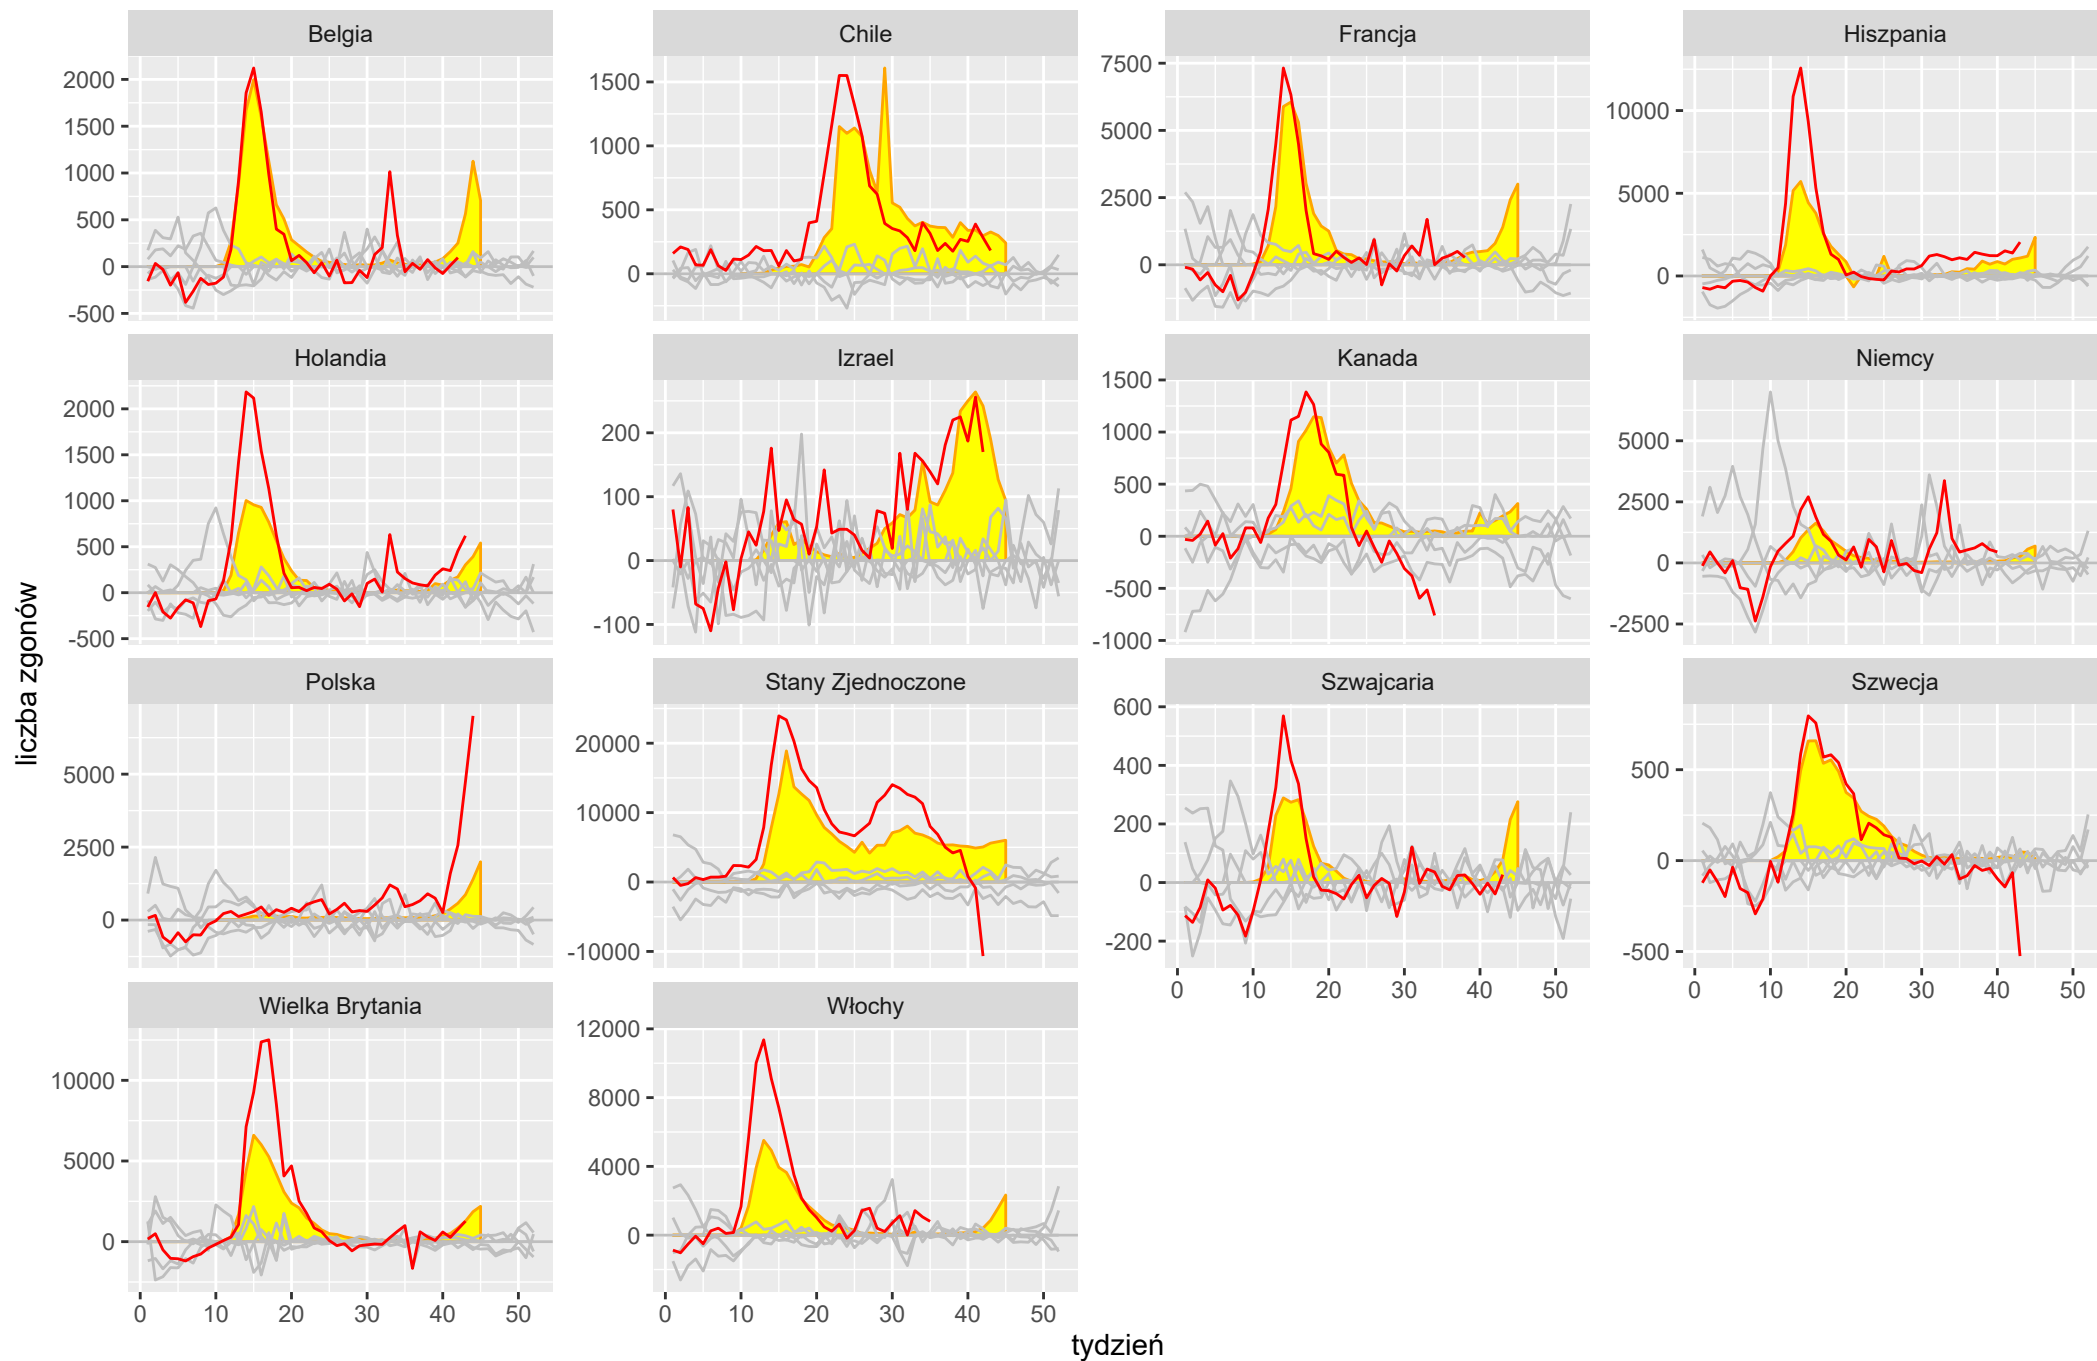 Belgia
Chile
Francja
Hiszpania
2000
1500
1000
500
0
-500
1500
1000
500
0
7500
5000
2500
0
10000
5000
0
Holandia
Izrael
Kanada
Niemcy
2000
1500
1000
500
0
-500
200
100
0
-100
1500
1000
500
0
-500
-1000
5000
2500
0
-2500
Polska
Stany Zjednoczone
Szwajcaria
Szwecja
5000
2500
0
20000
10000
0
-10000
600
400
200
0
-200
500
0
-500
0 10 20 30 40 50
0 10 20 30 40 50
Wielka Brytania
Włochy
10000
5000
0
12000
8000
4000
0
0 10 20 30 40 50
0 10 20 30 40 50
liczba zgonów
tydzień